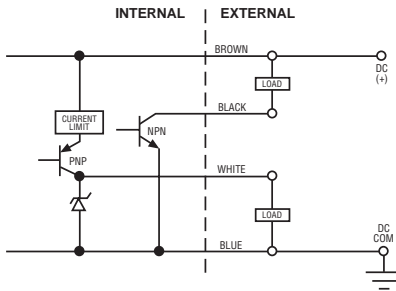 INTERNAL
EXTERNAL
BROWN
DC
(+)
LOAD
BLACK
CURRENT
LIMIT
NPN
PNP
WHITE
LOAD
DC
COM
BLUE